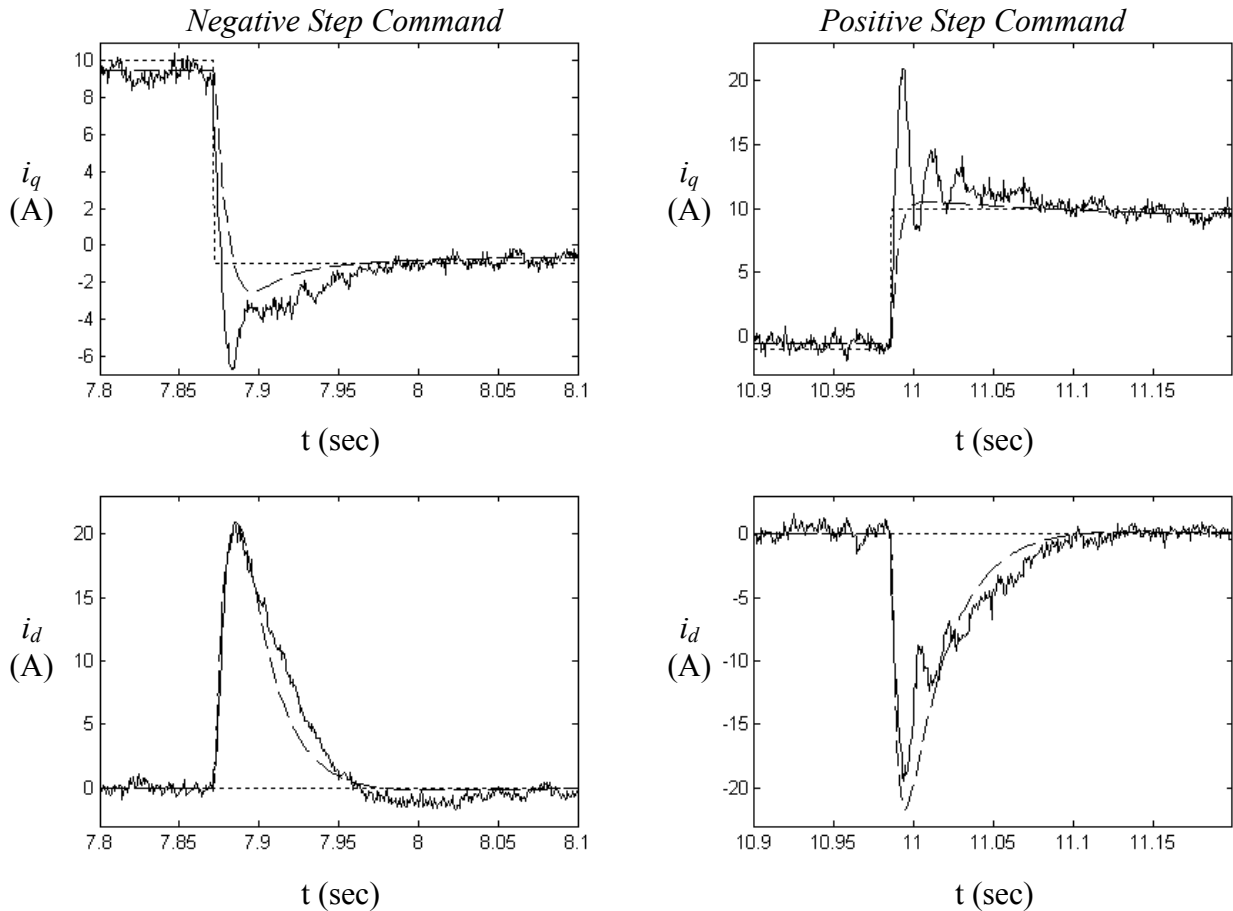 Negative Step Command
Positive Step Command
10
8
6
4
2
0
-2
-4
-6
i_q
(A)
7.8 7.85 7.9 7.95 8 8.05 8.1
t (sec)
20
15
10
5
0
i_q
(A)
10.9 10.95 11 11.05 11.1 11.15
t (sec)
20
15
10
5
0
i_d
(A)
7.8 7.85 7.9 7.95 8 8.05 8.1
t (sec)
0
-5
-10
-15
-20
i_d
(A)
10.9 10.95 11 11.05 11.1 11.15
t (sec)